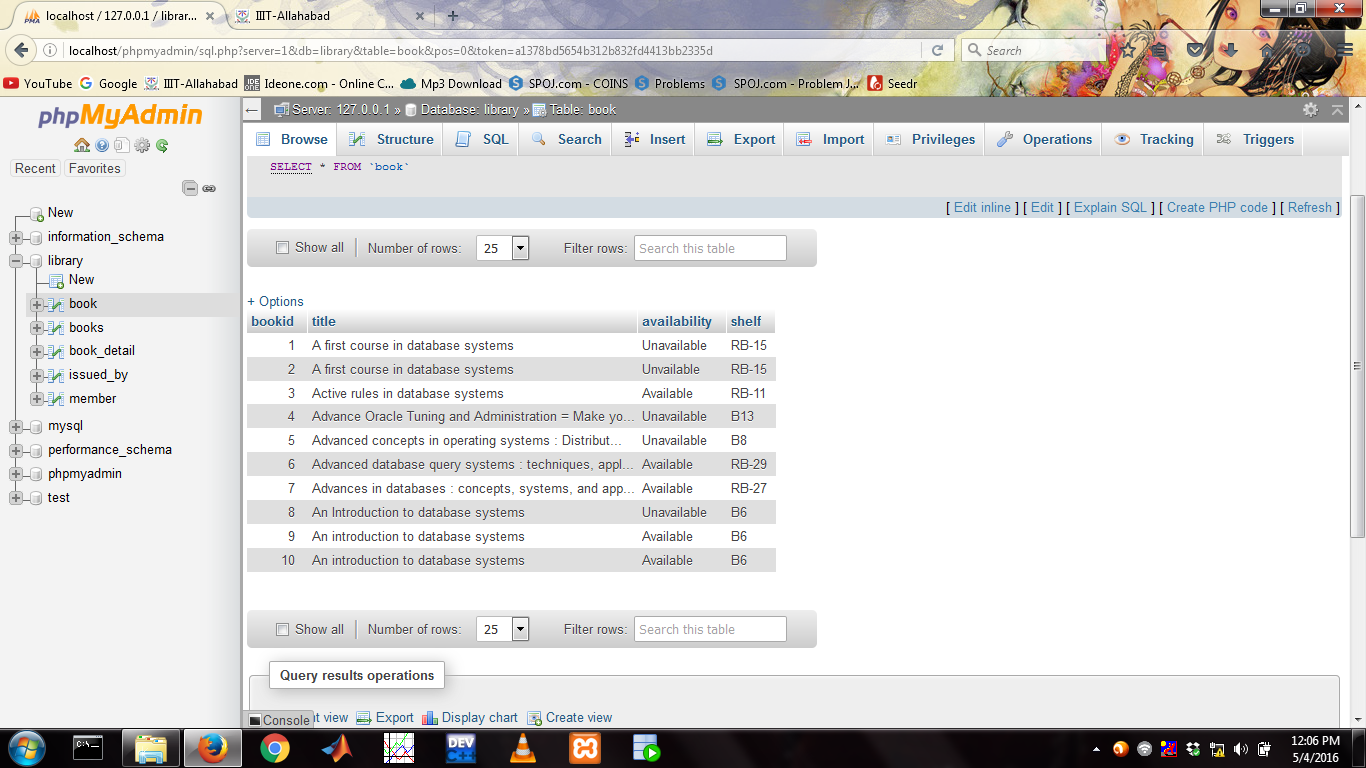 localhost / 127.0.0.1 / librar... × IIIT-Allahabad × +
localhost/phpmyadmin/sql.php?server=1&db=library&table=book&pos=0&token=a1378bd5654b312b832fd4413bb2335d Search
YouTube Google IIIT-Allahabad Ideone.com - Online C... Mp3 Download SPOJ.com - COINS Problems SPOJ.com - Problem J... Seedr
phpMyAdmin
Recent Favorites
New
information_schema
library
New
book
books
book_detail
issued_by
member
mysql
performance_schema
phpmyadmin
test
Server: 127.0.0.1 » Database: library » Table: book
Browse Structure SQL Search Insert Export Import Privileges Operations Tracking Triggers
SELECT * FROM `book`
[ Edit inline ] [ Edit ] [ Explain SQL ] [ Create PHP code ] [ Refresh ]
Show all Number of rows: 25 Filter rows: Search this table
+ Options
bookid title availability shelf
1 A first course in database systems Unavailable RB-15
2 A first course in database systems Unvailable RB-15
3 Active rules in database systems Available RB-11
4 Advance Oracle Tuning and Administration = Make yo... Unavailable B13
5 Advanced concepts in operating systems : Distribut... Unavailable B8
6 Advanced database query systems : techniques, appl... Available RB-29
7 Advances in databases : concepts, systems, and app... Available RB-27
8 An Introduction to database systems Unavailable B6
9 An introduction to database systems Available B6
10 An introduction to database systems Available B6
Show all Number of rows: 25 Filter rows: Search this table
Query results operations
Console view Export Display chart Create view
12:06 PM
5/4/2016